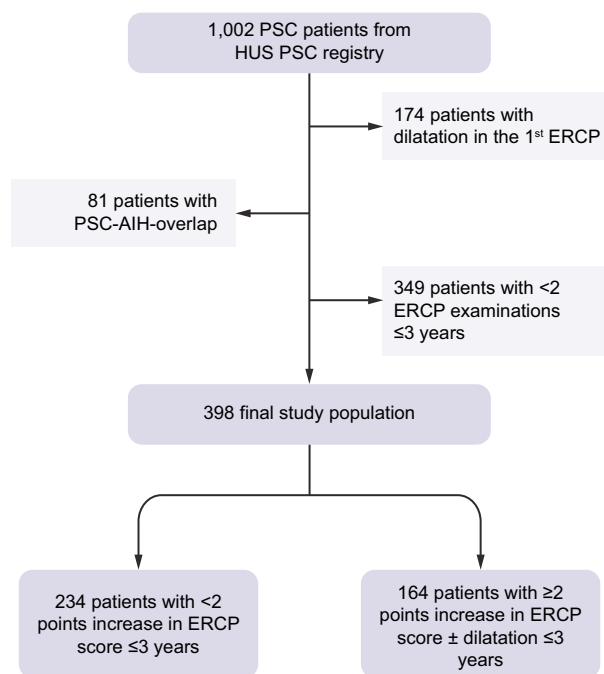 1,002 PSC patients from
HUS PSC registry
174 patients with
dilatation in the 1st ERCP
81 patients with
PSC-AIH-overlap
349 patients with <2
ERCP examinations
≤3 years
398 final study population
234 patients with <2
points increase in ERCP
score ≤3 years
164 patients with ≥2
points increase in ERCP
score ± dilatation ≤3
years